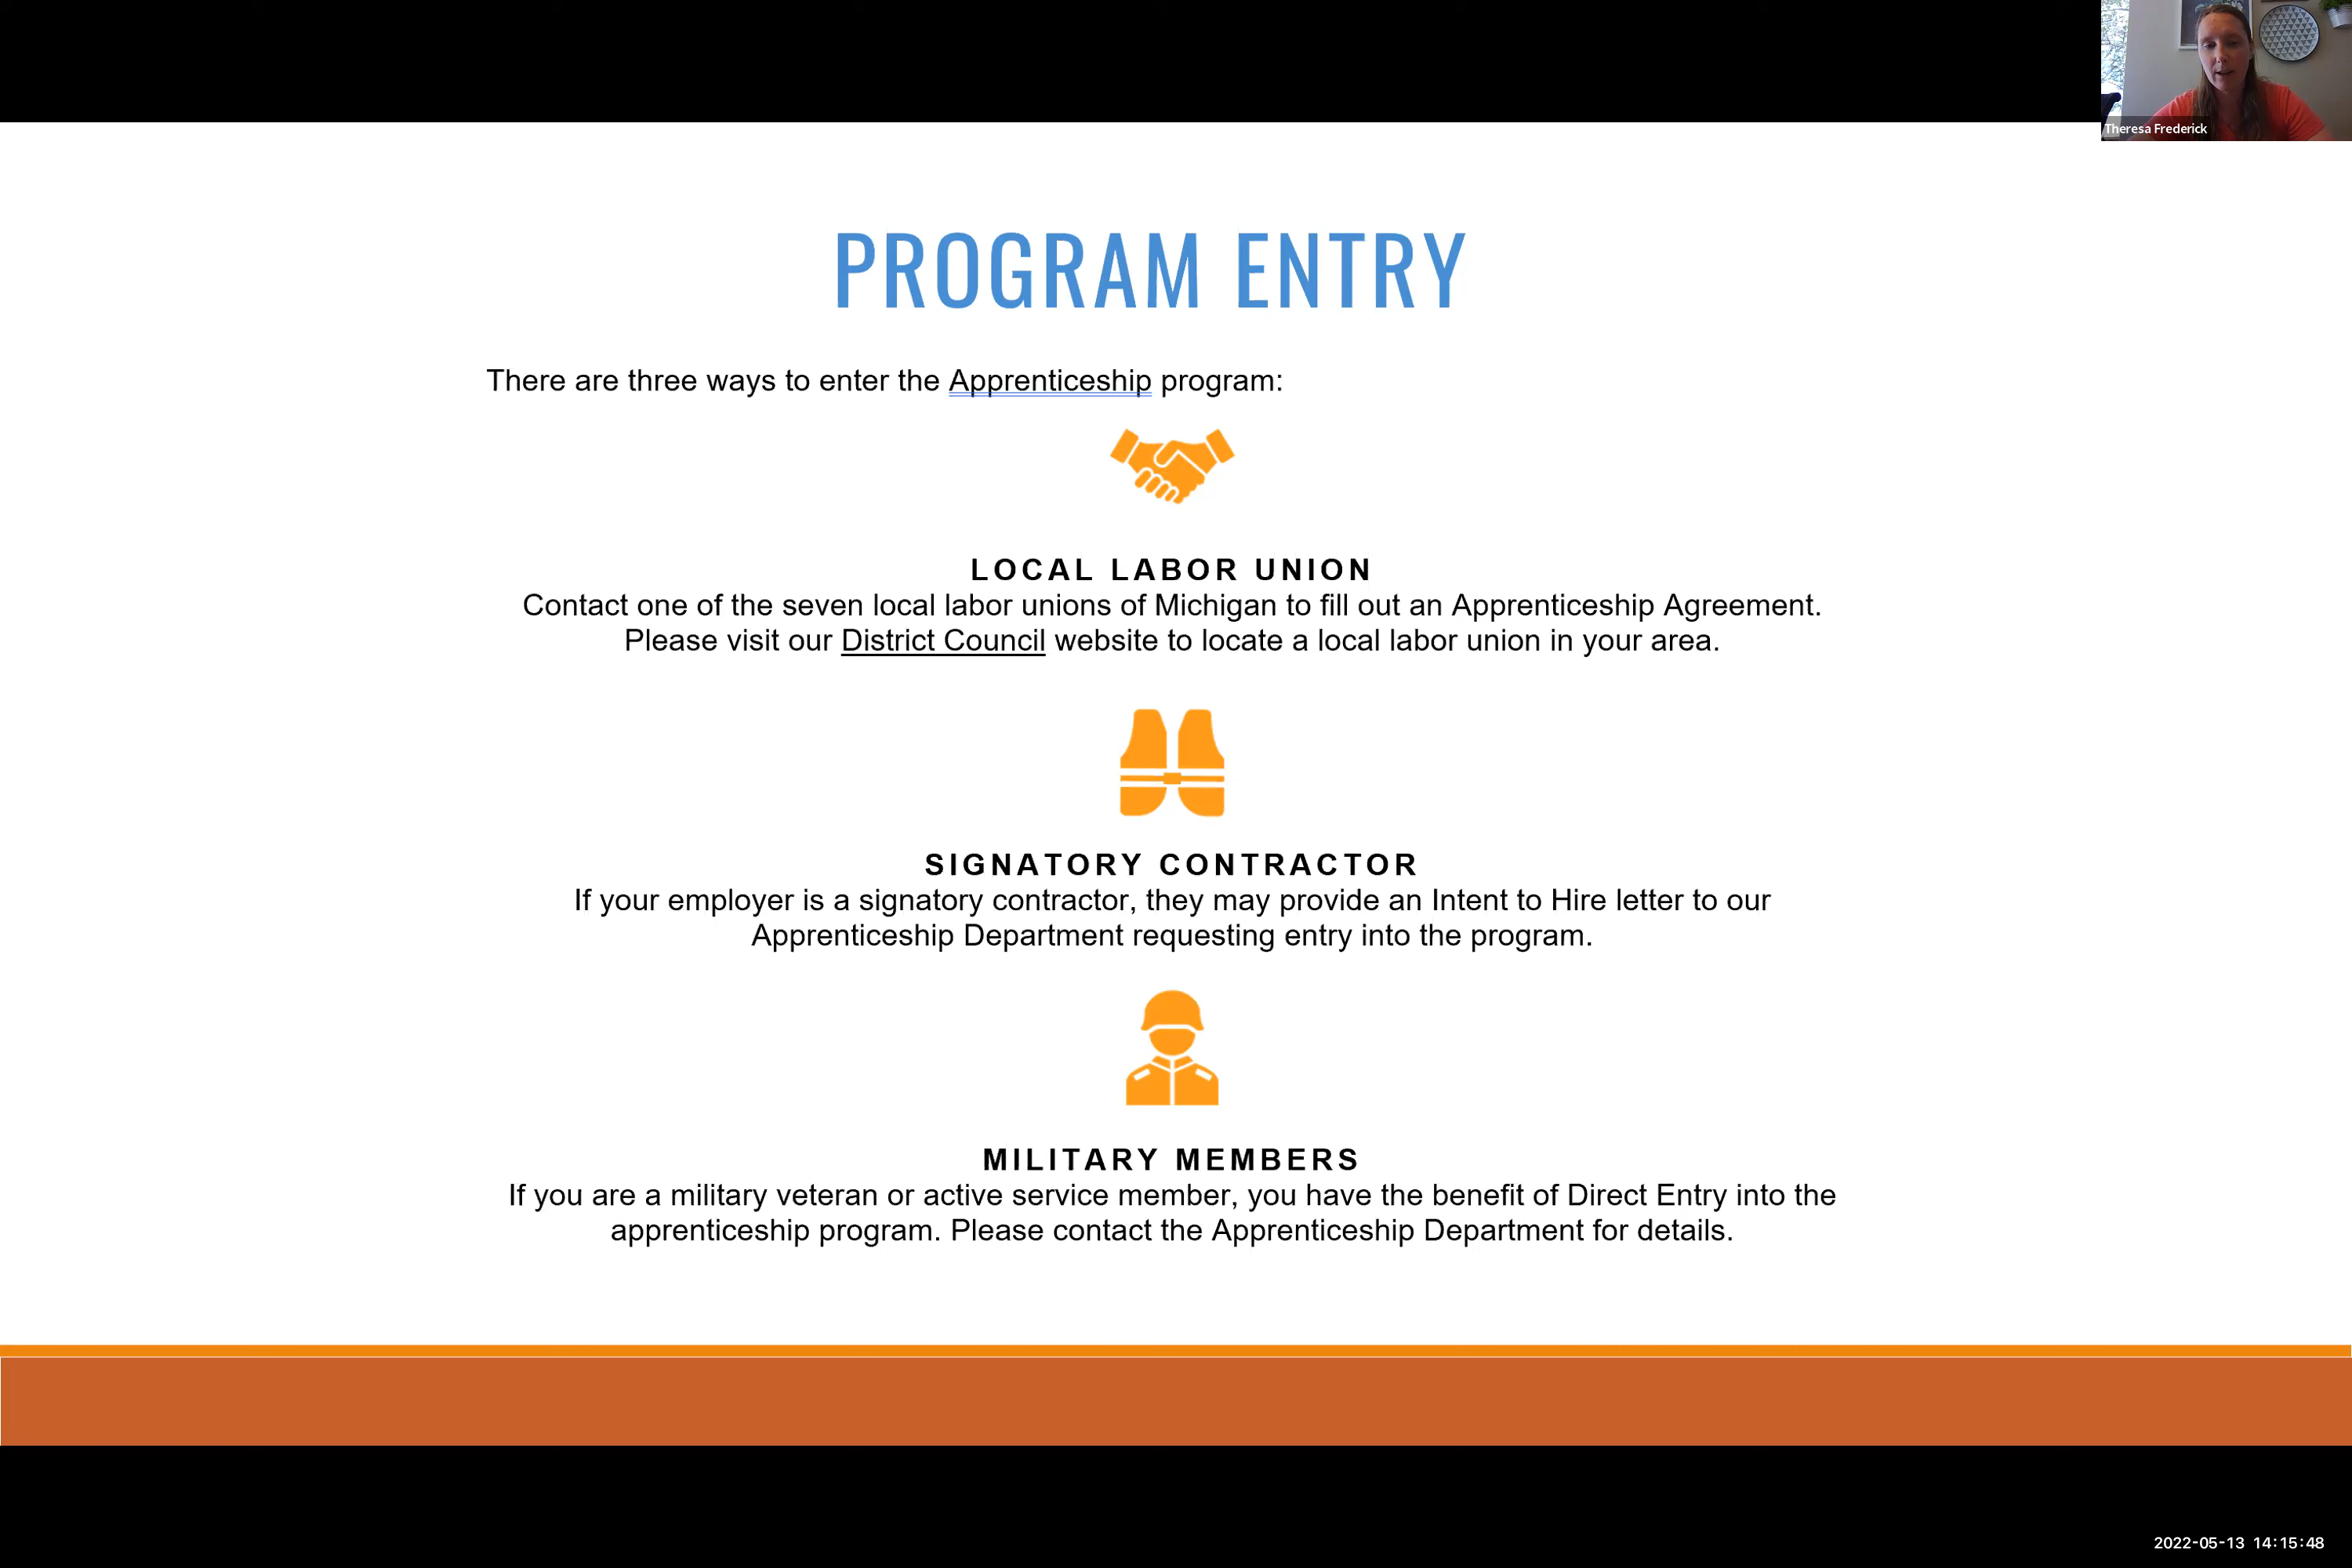 Theresa Frederick
PROGRAM ENTRY
There are three ways to enter the Apprenticeship program:
LOCAL LABOR UNION
Contact one of the seven local labor unions of Michigan to fill out an Apprenticeship Agreement.
Please visit our District Council website to locate a local labor union in your area.
SIGNATORY CONTRACTOR
If your employer is a signatory contractor, they may provide an Intent to Hire letter to our
Apprenticeship Department requesting entry into the program.
MILITARY MEMBERS
If you are a military veteran or active service member, you have the benefit of Direct Entry into the
apprenticeship program. Please contact the Apprenticeship Department for details.
2022-05-13 14:15:48